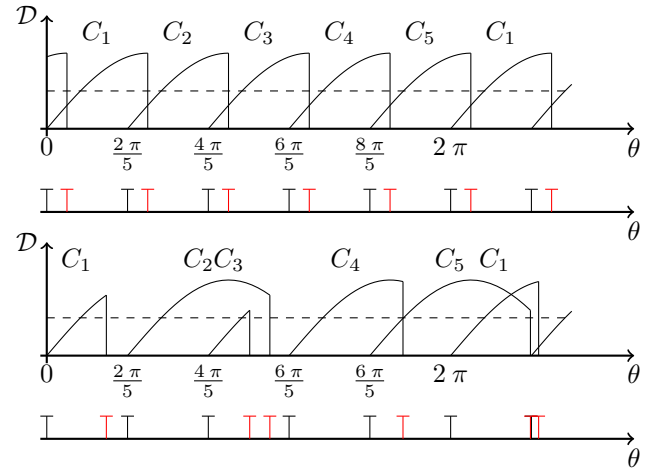 𝒟
C₁ C₂ C₃ C₄ C₅ C₁
0 2π/5 4π/5 6π/5 8π/5 2π θ
θ
𝒟
C₁ C₂C₃ C₄ C₅ C₁
0 2π/5 4π/5 6π/5 6π/5 2π θ
θ